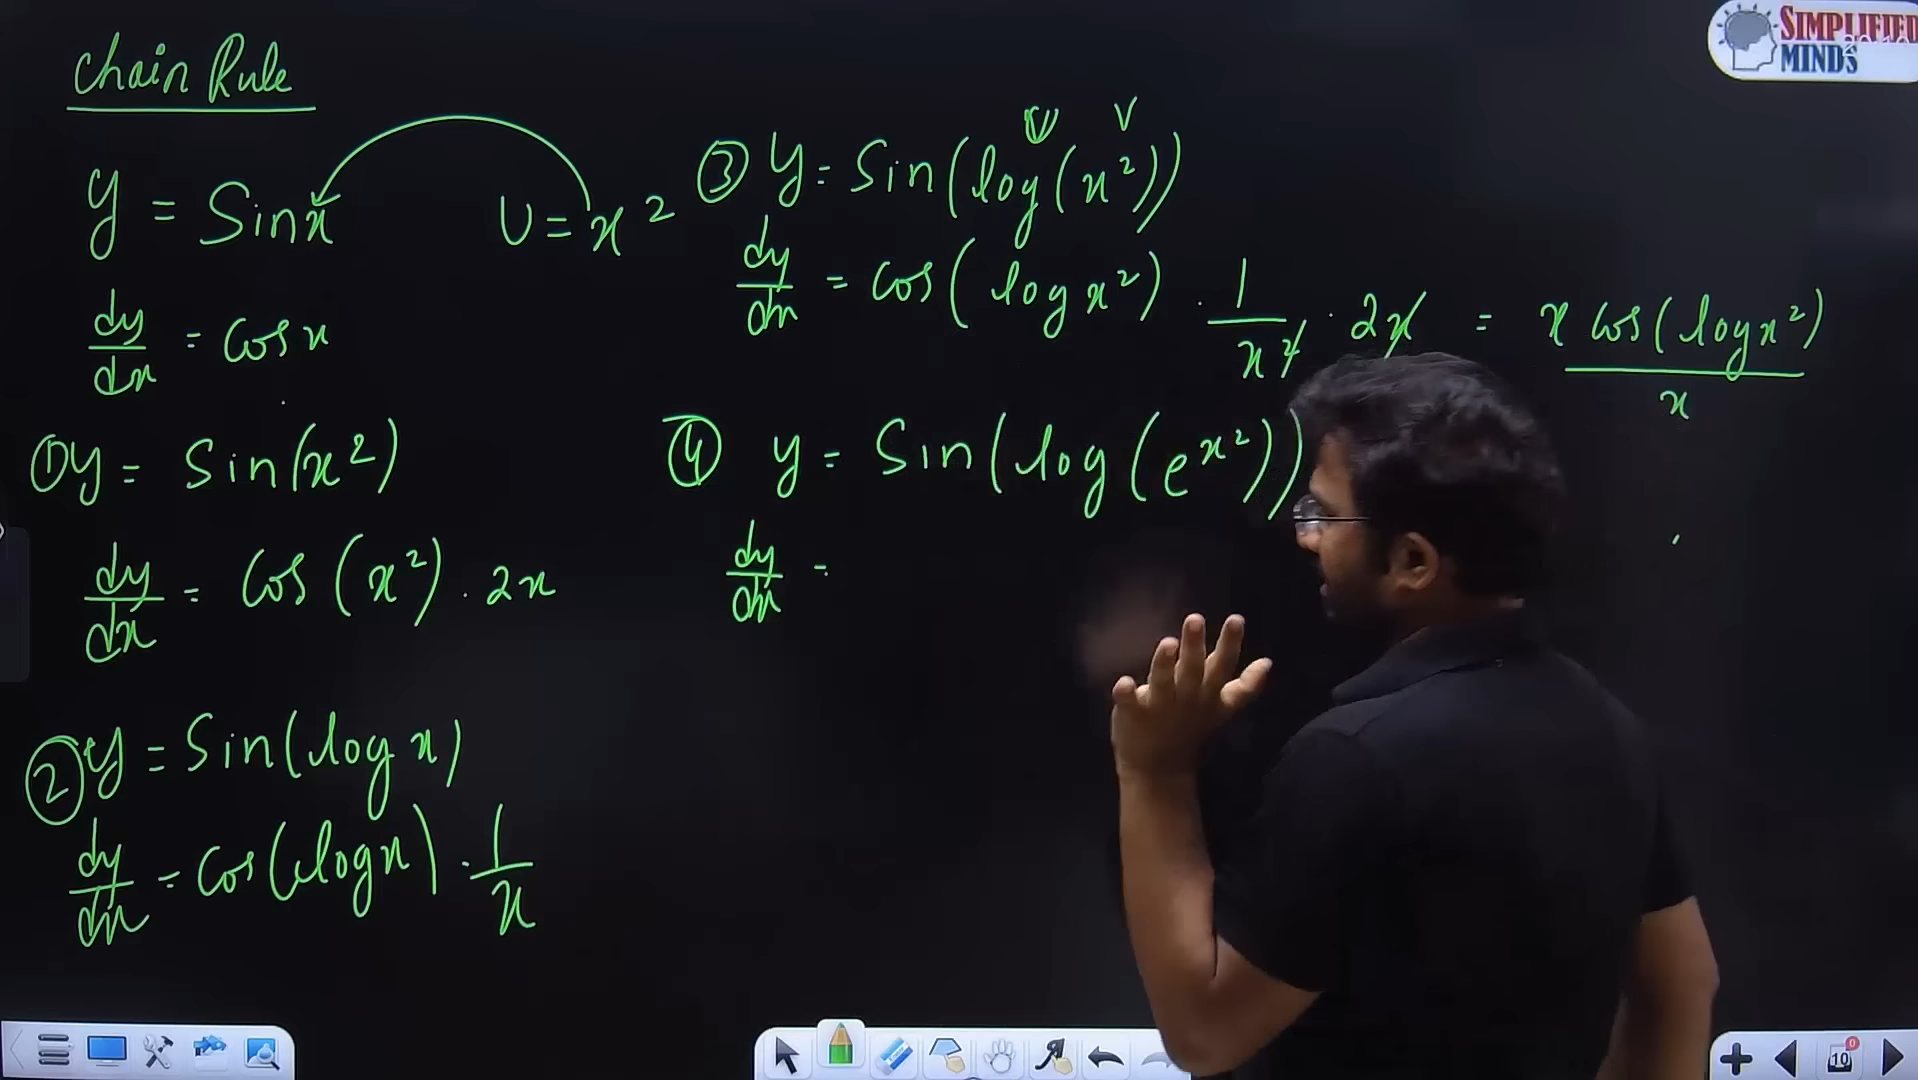 Chain Rule
y = Sin x
U = x²
dy/dx = cos x
① y = Sin(x²)
dy/dx = cos(x²) . 2x
② y = Sin(log x)
dy/dx = cos(log x) . 1/x
U V
③ y = Sin(log(x²))
dy/dx = cos(log x²) . 1/x² . 2x = x cos(log x²)/x
④ y = Sin(log(e^x²))
dy/dx =
SIMPLIFIED
MINDS
10
0